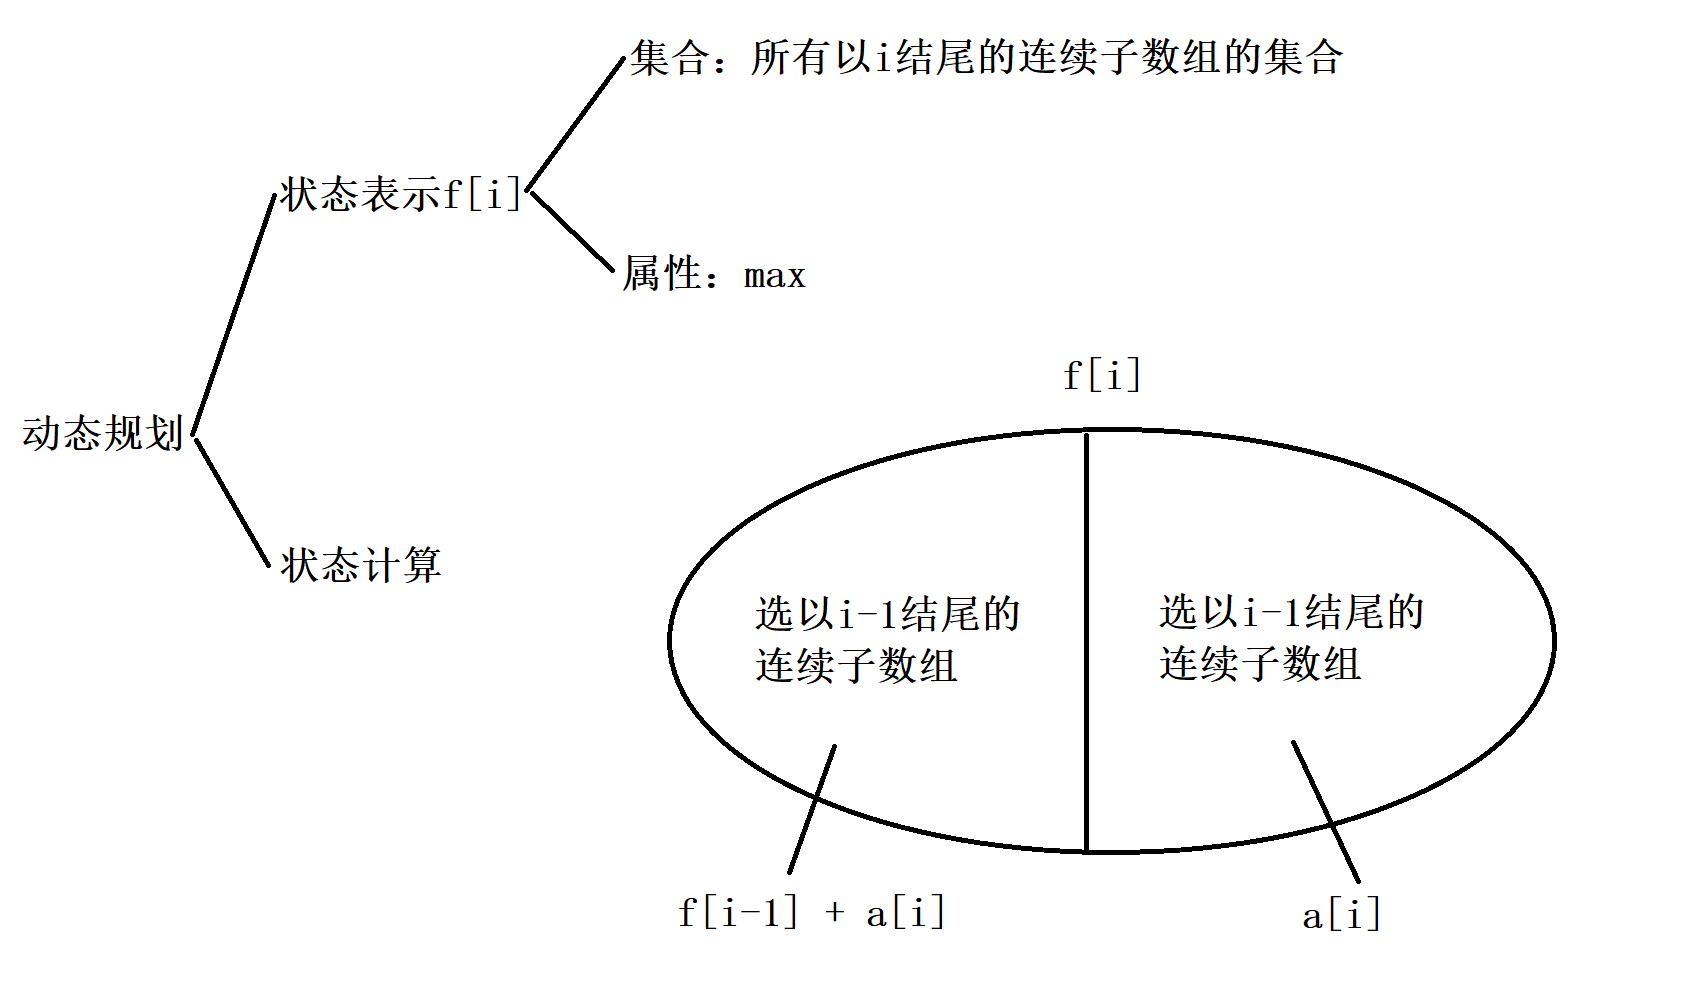 集合：所有以i结尾的连续子数组的集合
状态表示f[i]
属性：max
f[i]
动态规划
状态计算
选以i-1结尾的
连续子数组
选以i-1结尾的
连续子数组
f[i-1] + a[i]
a[i]